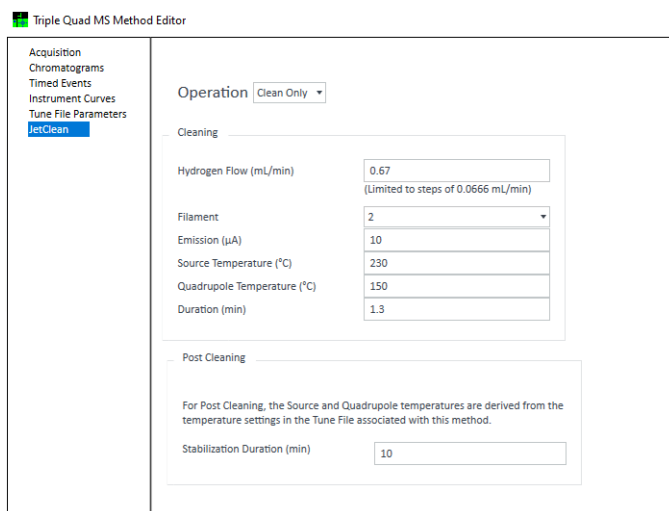 Triple Quad MS Method Editor
Acquisition
Chromatograms
Timed Events
Instrument Curves
Tune File Parameters
JetClean
Operation Clean Only
Cleaning
Hydrogen Flow (mL/min) 0.67
(Limited to steps of 0.0666 mL/min)
Filament 2
Emission (µA) 10
Source Temperature (°C) 230
Quadrupole Temperature (°C) 150
Duration (min) 1.3
Post Cleaning
For Post Cleaning, the Source and Quadrupole temperatures are derived from the
temperature settings in the Tune File associated with this method.
Stabilization Duration (min) 10